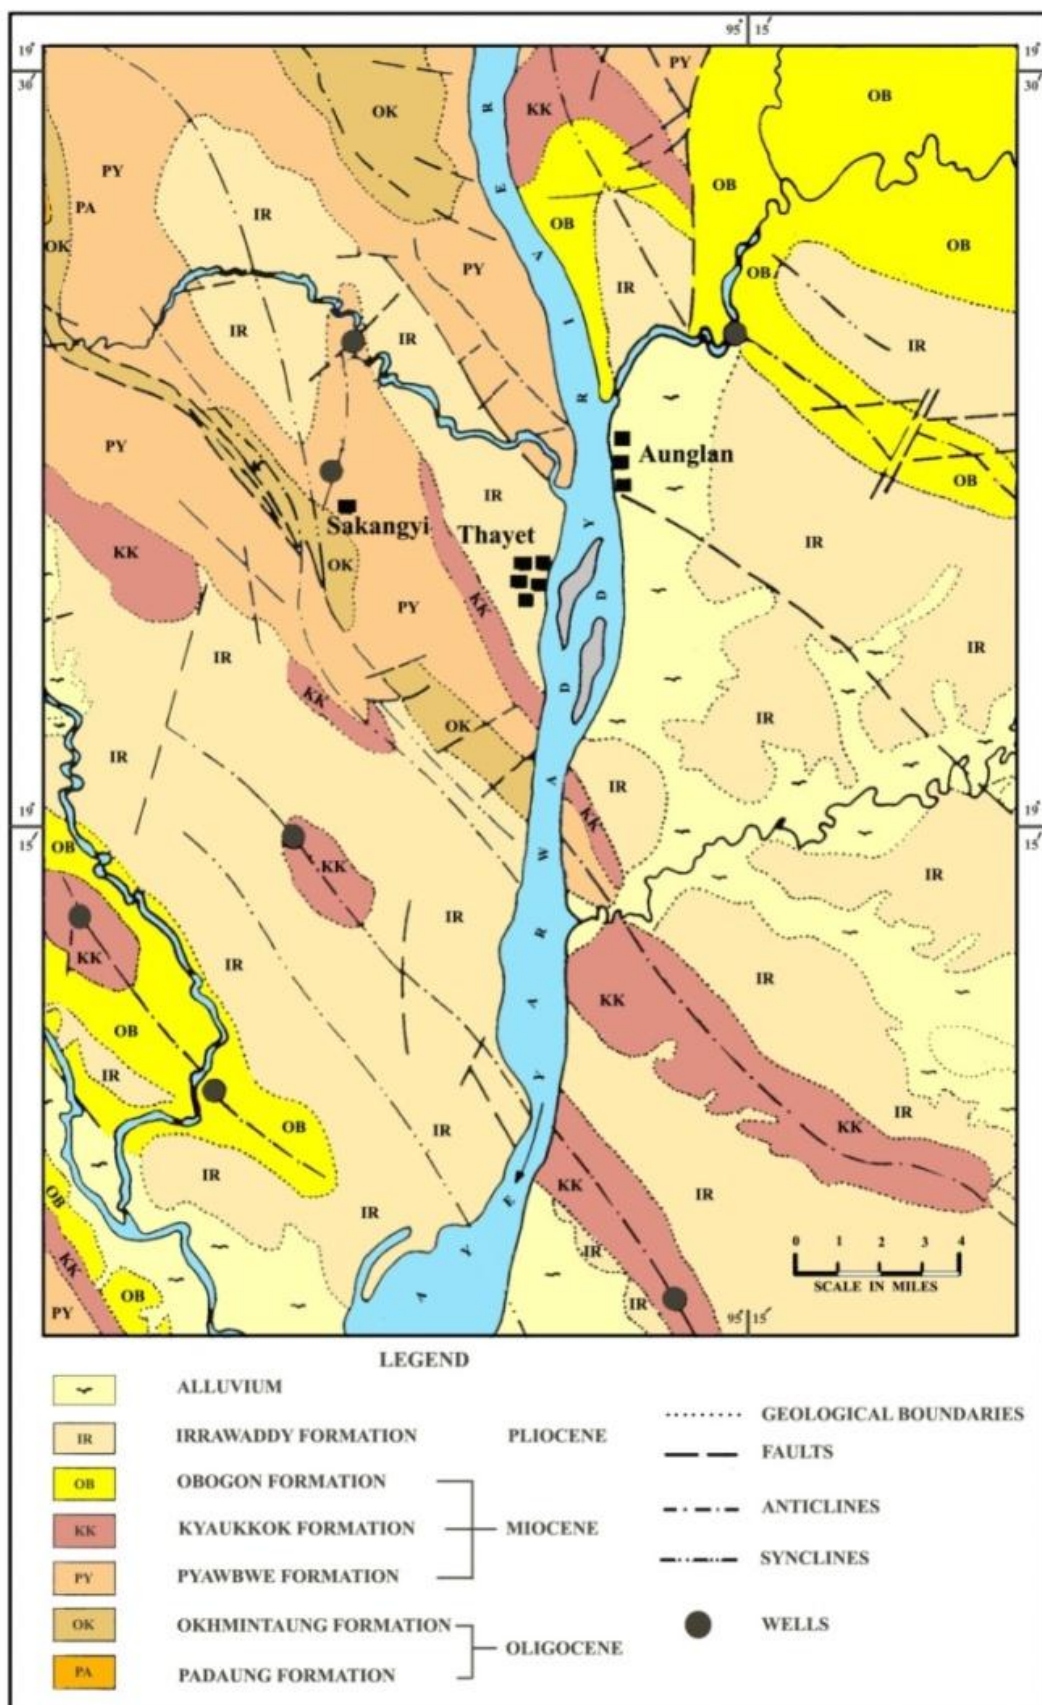 95° 15'
19° 30'
19° 30'
PY
OB
OK
KK
R
PY
E
OB
PA
IR
OB
OB
OK
A
OB
PY
IR
I
IR
IR
IR
R
PY
Aunglan
OB
IR
Y
Sakangyi
Thayet
IR
KK
OK
D
PY
KK
IR
IR
KK
D
IR
OK
IR
A
IR
KK
19° 15'
19° 15'
OB
W
KK
IR
IR
R
KK
IR
IR
KK
A
OB
IR
Y
IR
OB
IR
KK
IR
KK
IR
E
IR
OB
IR
Y
KK
IR
0 1 2 3 4
SCALE IN MILES
OB
A
PY
IR
95° 15'
LEGEND
ALLUVIUM
IR IRRAWADDY FORMATION PLIOCENE
OB OBOGON FORMATION
KK KYAUKKOK FORMATION MIOCENE
PY PYAWBWE FORMATION
OK OKHMINTAUNG FORMATION
OLIGOCENE
PA PADAUNG FORMATION
GEOLOGICAL BOUNDARIES
FAULTS
ANTICLINES
SYNCLINES
WELLS